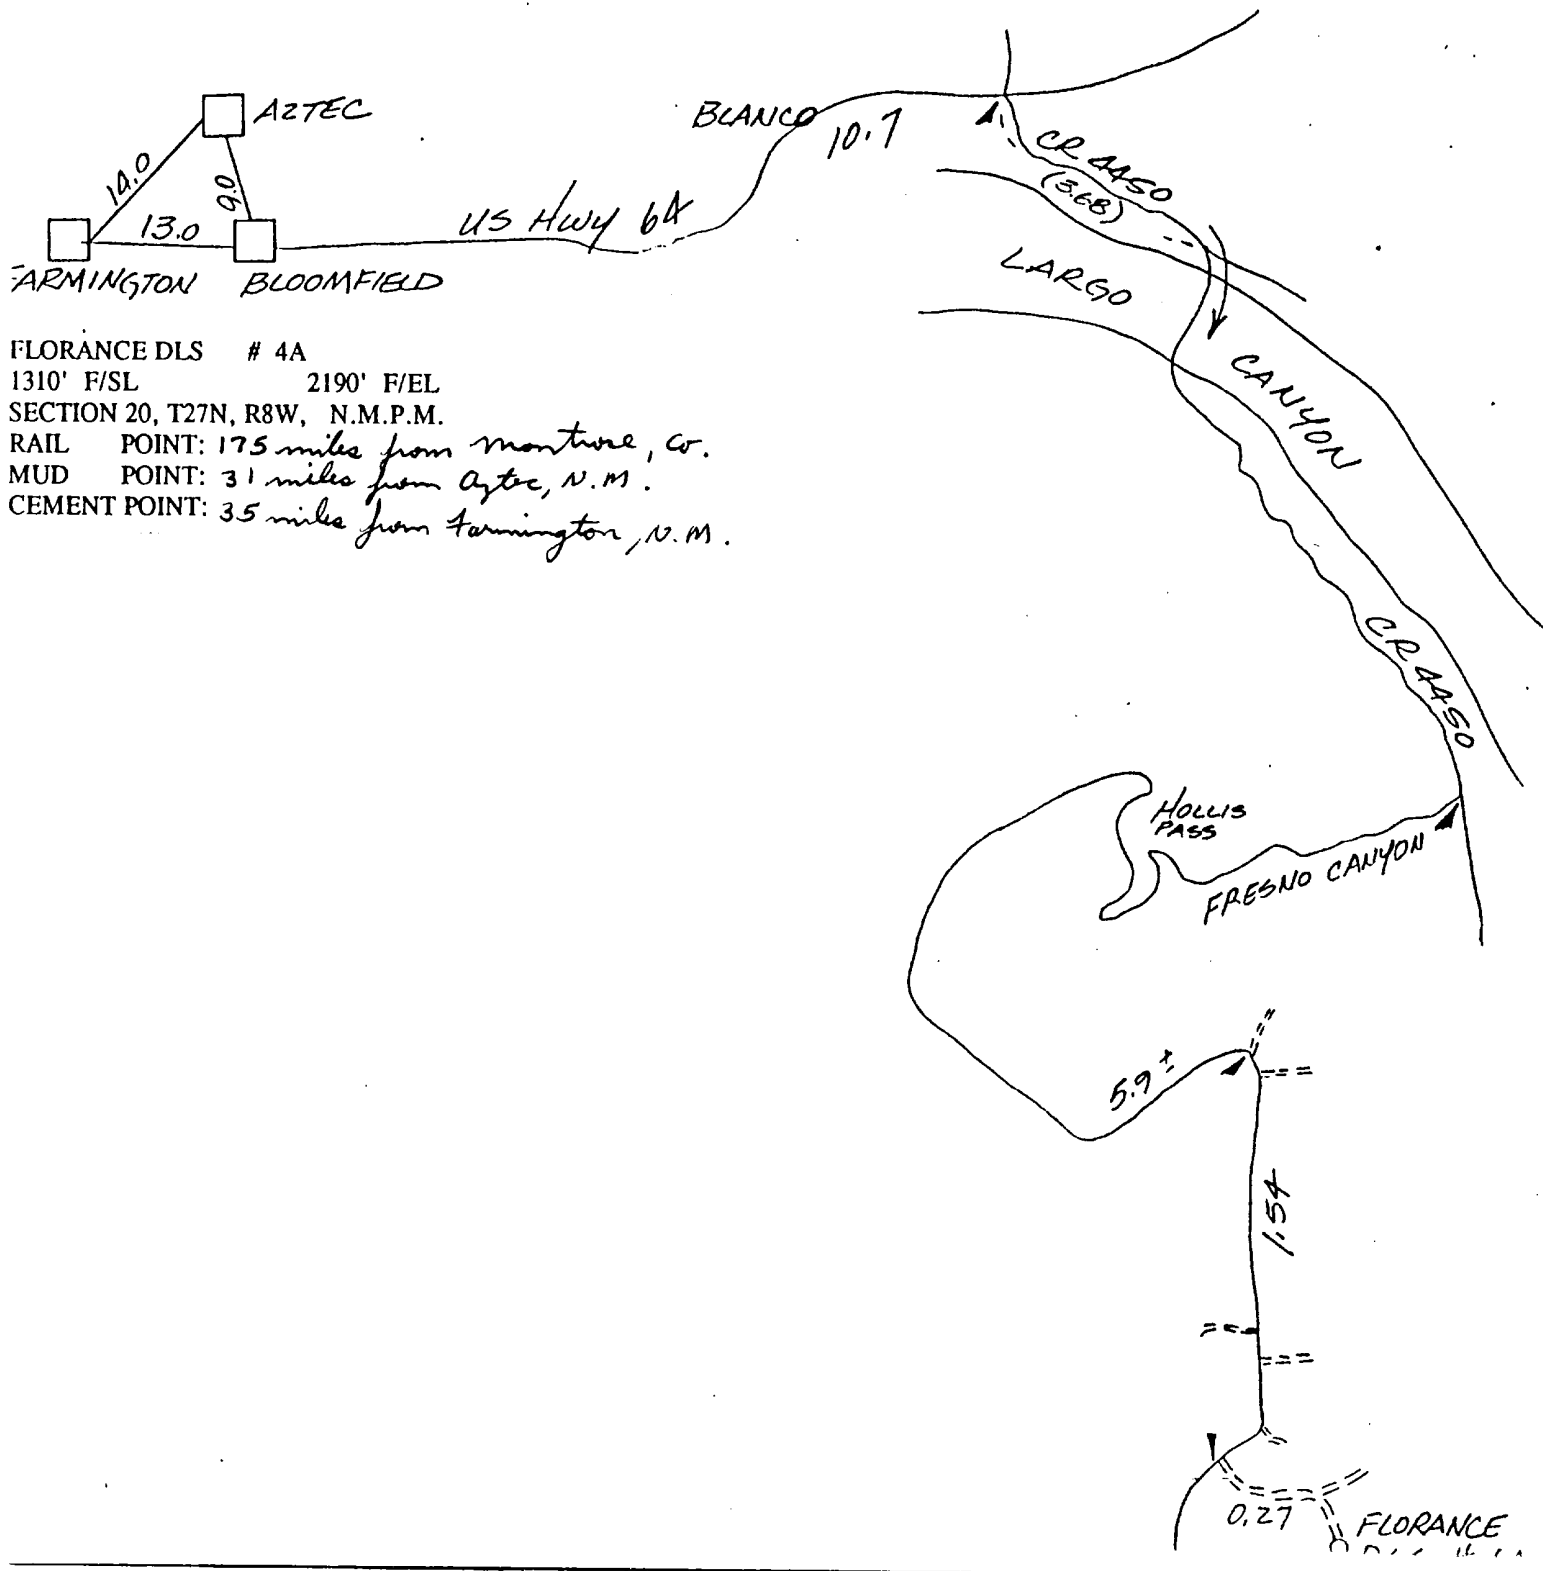 AZTEC
14.0
9.0
13.0
FARMINGTON
BLOOMFIELD
US HWY 64
BLANCO
10.7
CR 4450
(3.68)
LARGO
CANYON
FLORANCE DLS # 4A
1310' F/SL 2190' F/EL
SECTION 20, T27N, R8W, N.M.P.M.
RAIL POINT: 175 miles from Montrose, Co.
MUD POINT: 31 miles from Aztec, N.M.
CEMENT POINT: 35 miles from Farmington, N.M.
CR 4450
HOLLIS
PASS
FRESNO CANYON
5.9 ±
1.54
0.27
FLORANCE